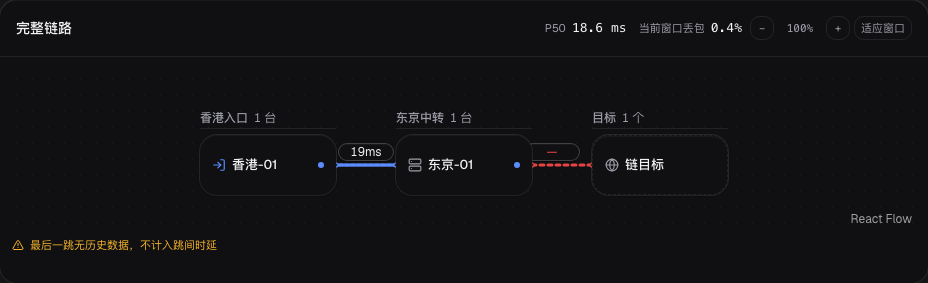 完整链路
P50 18.6 ms 当前窗口丢包 0.4% − 100% + 适应窗口
香港入口 1 台
东京中转 1 台
目标 1 个
香港-01
19ms
东京-01
—
链目标
React Flow
最后一跳无历史数据，不计入跳间时延